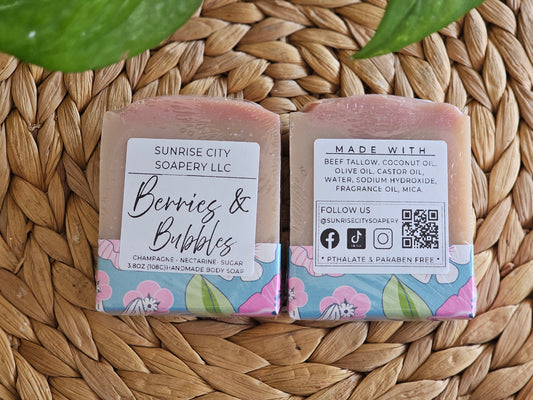 SUNRISE CITY
SOAPERY LLC
Berries &
Bubbles
CHAMPAGNE · NECTARINE · SUGAR
3.8OZ (108G)HANDMADE BODY SOAP
MADE WITH
BEEF TALLOW, COCONUT OIL,
OLIVE OIL, CASTOR OIL,
WATER, SODIUM HYDROXIDE,
FRAGRANCE OIL, MICA.
FOLLOW US
@SUNRISECITYSOAPERY
* PTHALATE & PARABEN FREE *